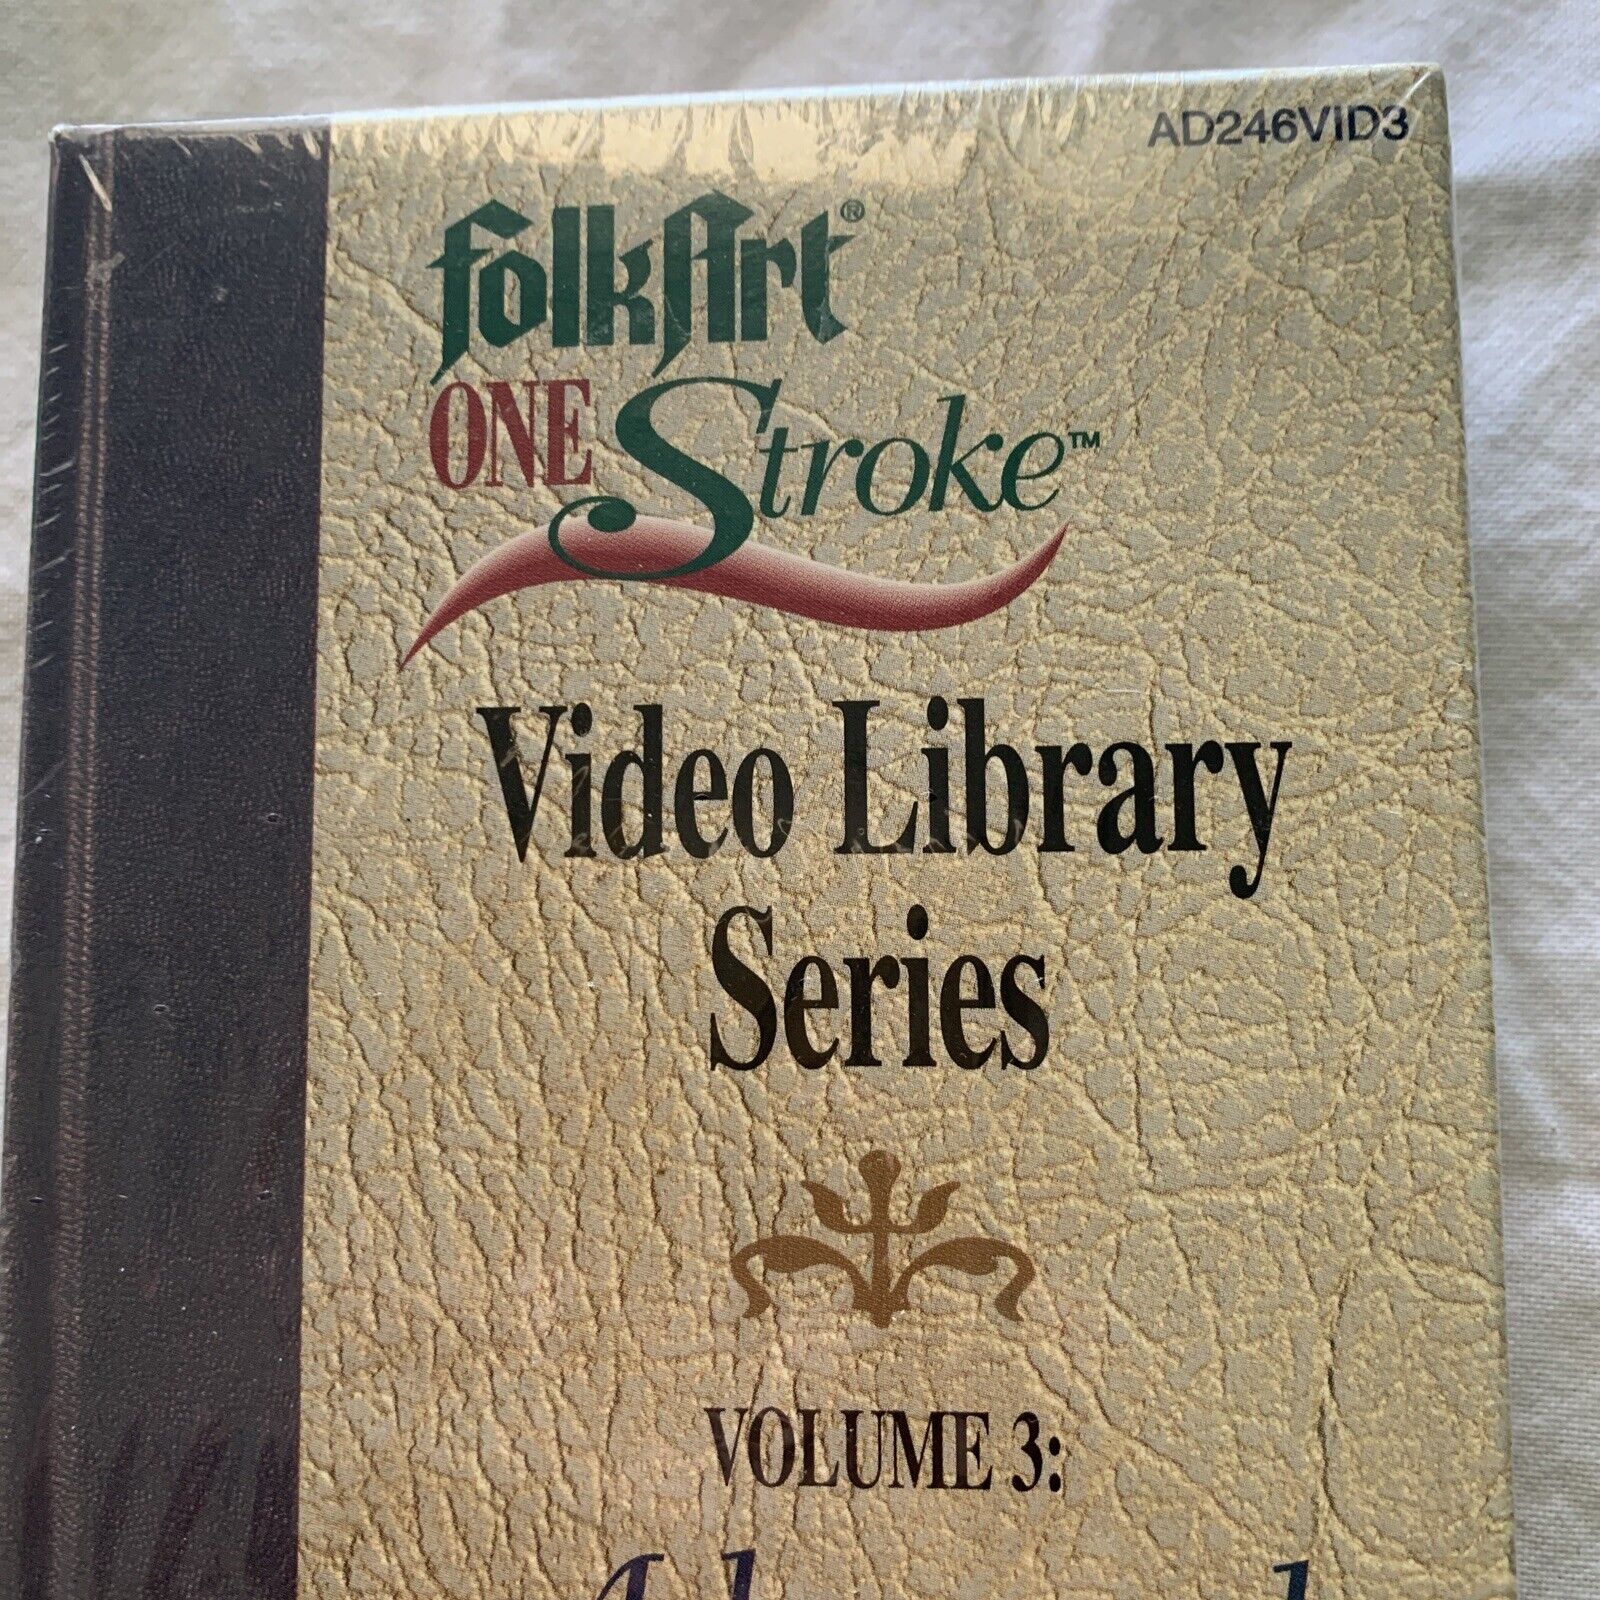 AD246VID3
FolkArt®
ONE Stroke™
Video Library
Series
VOLUME 3: